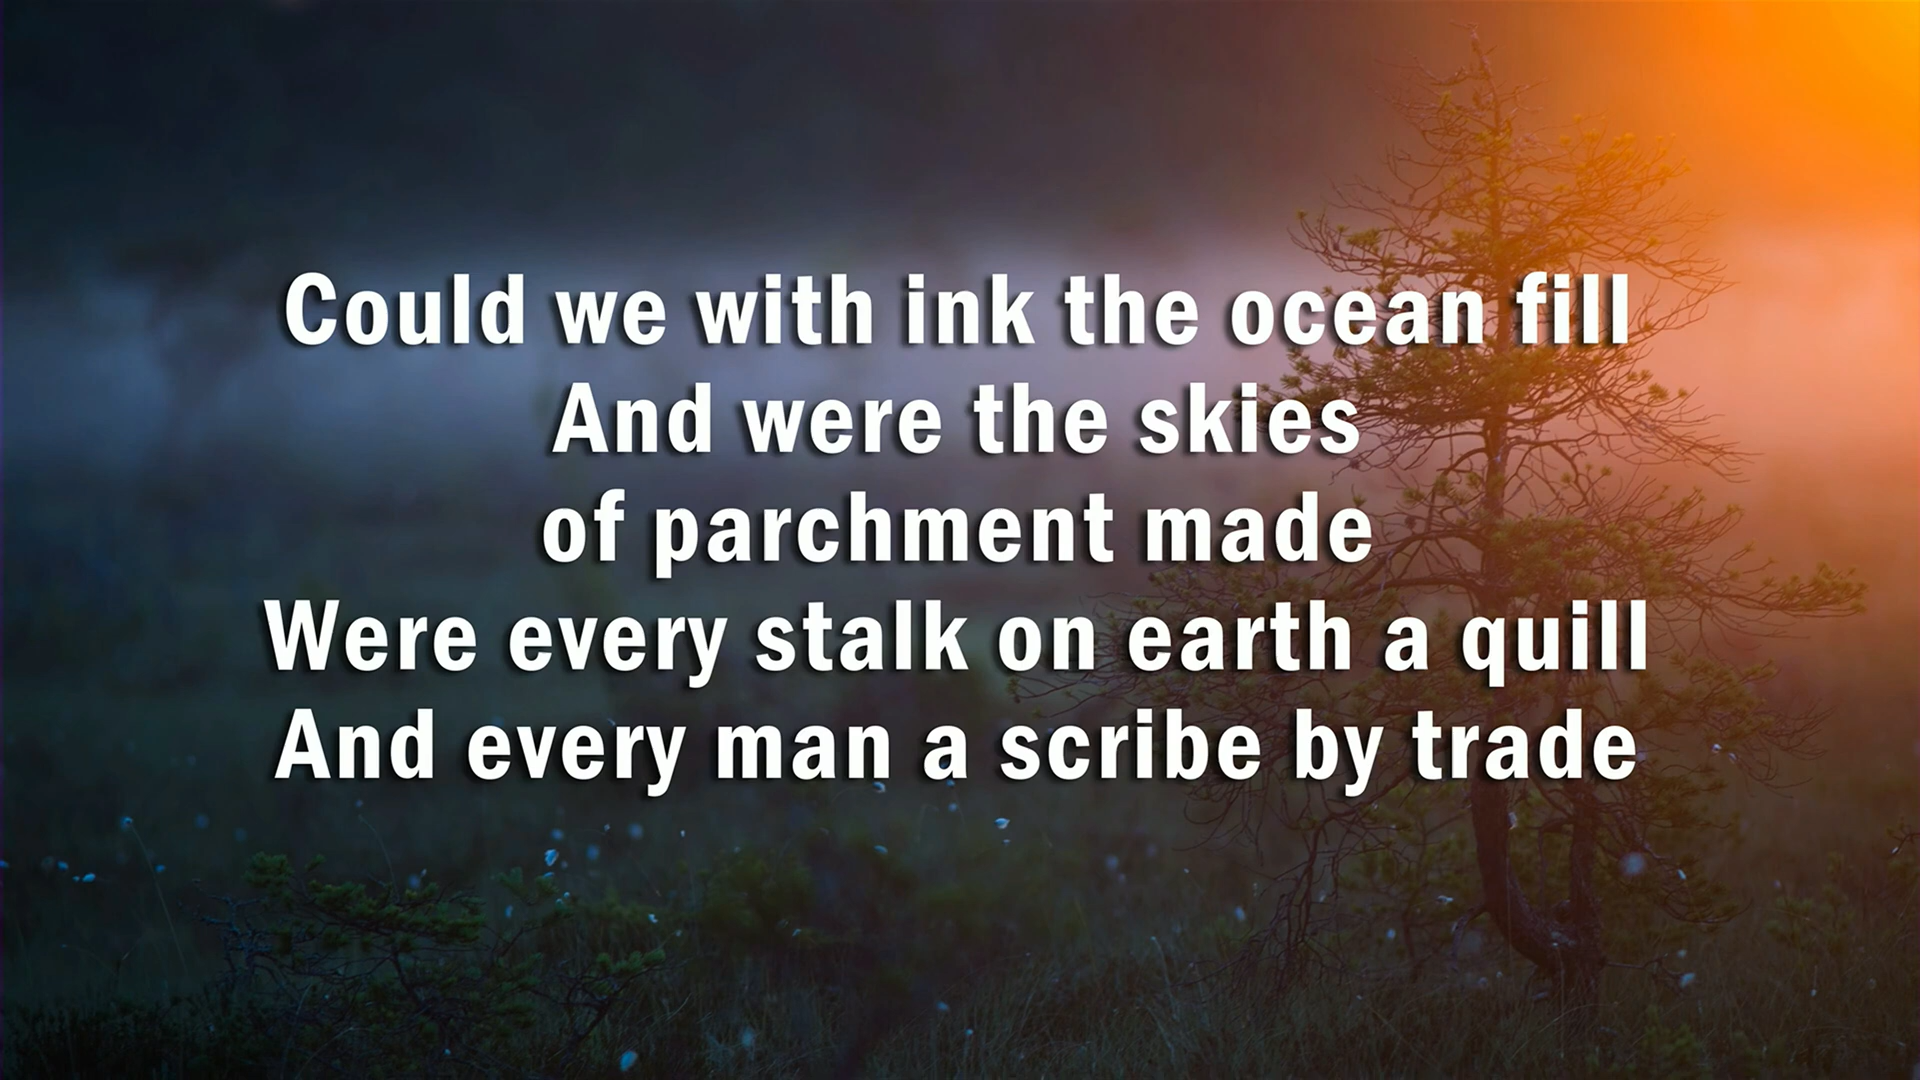 Could we with ink the ocean fill
And were the skies
of parchment made
Were every stalk on earth a quill
And every man a scribe by trade